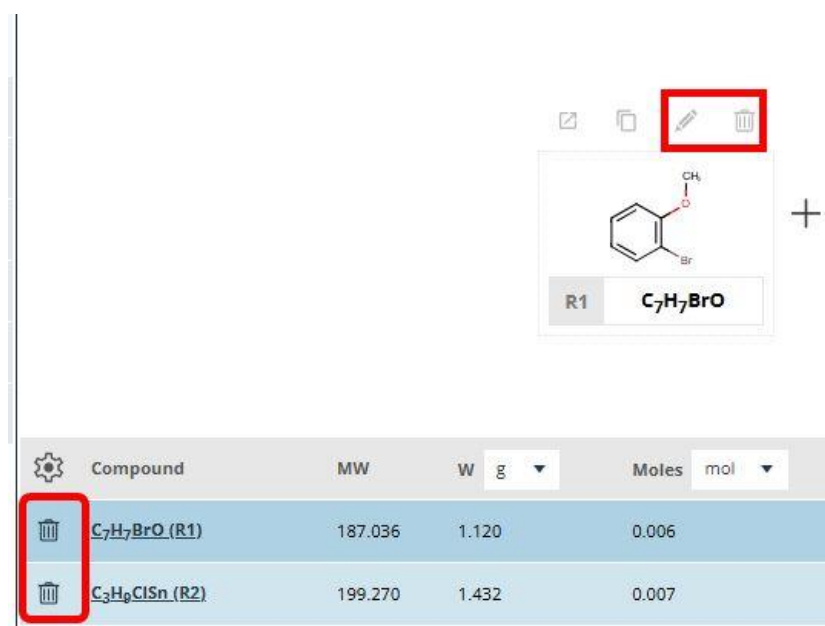 CH₃
O
Br
+
R1 C₇H₇BrO
Compound MW W g Moles mol
C₇H₇BrO (R1) 187.036 1.120 0.006
C₃H₉ClSn (R2) 199.270 1.432 0.007